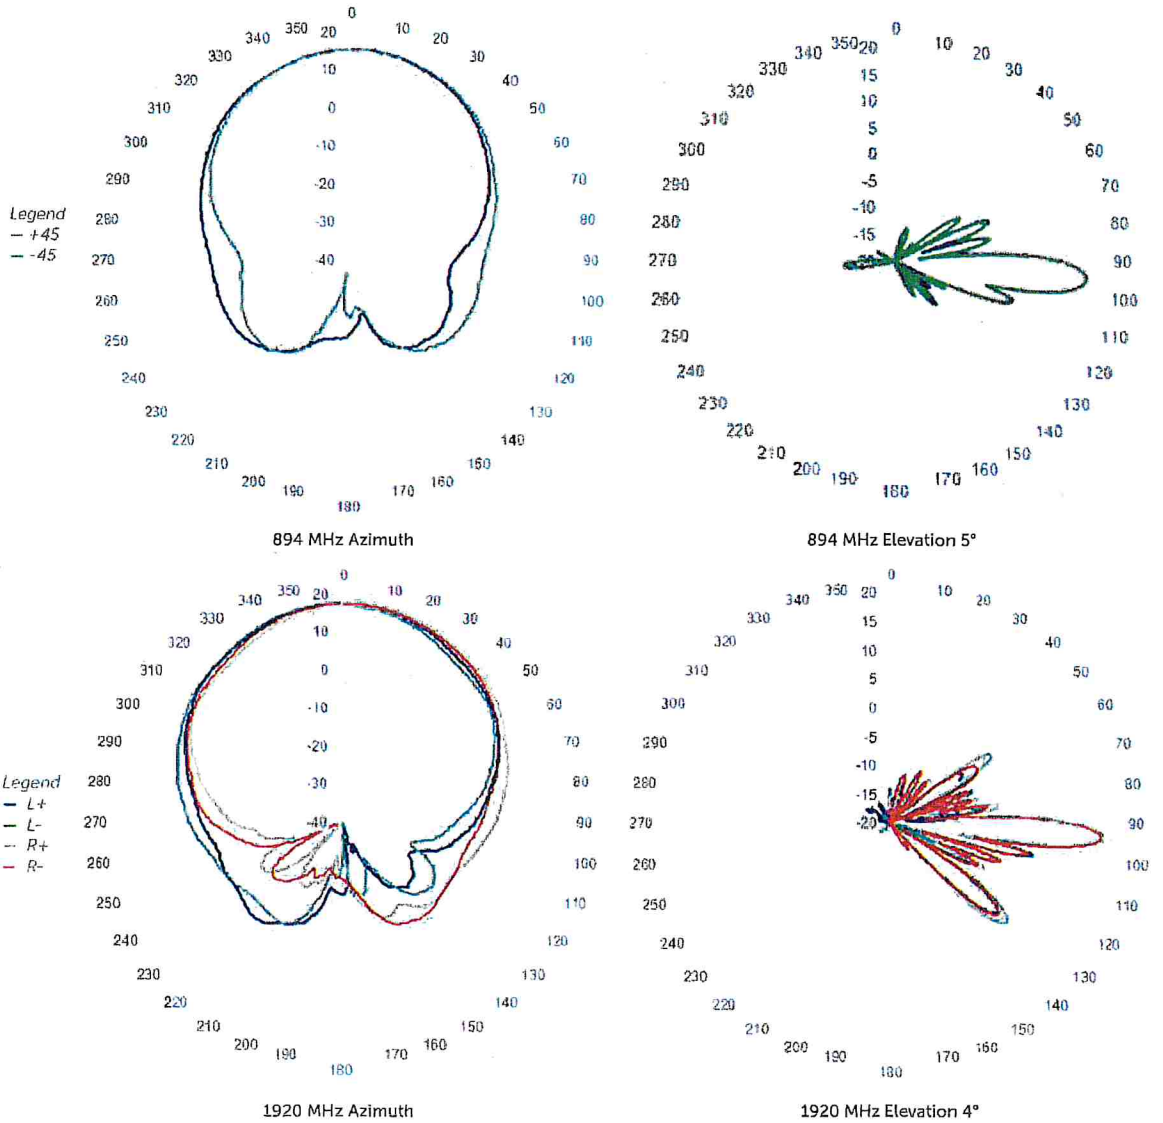 0
350 10
340 20 20
330 10 30
320 40
310 0 50
300 -10 60
290 -20 70
280 -30 80
270 -40 90
260 100
250 110
240 120
230 130
220 140
210 150
200 160
190 170
180
Legend
+45
-45
894 MHz Azimuth
0
350 20 10
340 20
330 15 30
320 10 40
310 5 50
300 0 60
290 -5 70
280 -10 80
270 -15 90
260 -20 100
250 110
240 120
230 130
220 140
210 150
200 160
190 170
180
894 MHz Elevation 5°
0
350 10
340 20 20
330 30
320 10 40
310 0 50
300 -10 60
290 -20 70
280 -30 80
270 -40 90
260 100
250 110
240 120
230 130
220 140
210 150
200 160
190 170
180
Legend
L+
L-
R+
R-
1920 MHz Azimuth
0
350 20 10
340 20
330 15 30
320 10 40
310 5 50
300 0 60
290 -5 70
280 -10 80
270 -15 90
260 -20 100
250 110
240 120
230 130
220 140
210 150
200 160
190 170
180
1920 MHz Elevation 4°